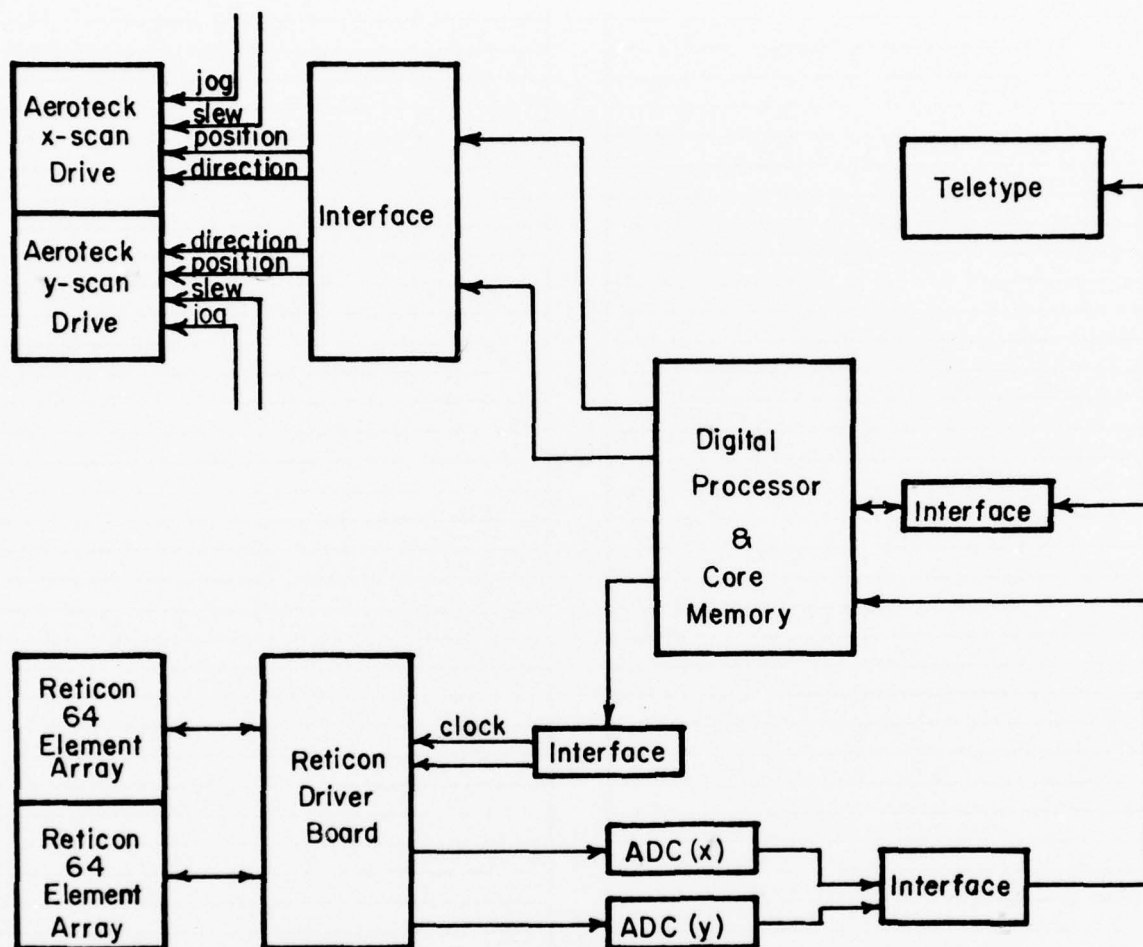 Aeroteck
x-scan
Drive
jog
slew
position
direction
Aeroteck
y-scan
Drive
direction
position
slew
jog
Interface
Teletype
Digital
Processor
&
Core
Memory
Interface
Reticon
64
Element
Array
Reticon
64
Element
Array
Reticon
Driver
Board
clock
Interface
ADC (x)
ADC (y)
Interface